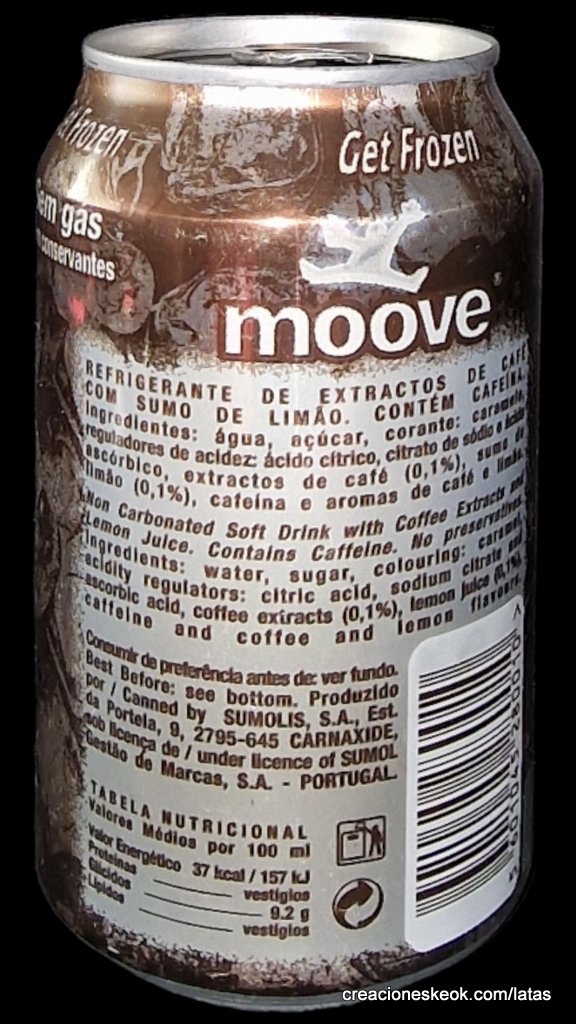 Get Frozen
Frozen
gas
conservantes
moove
REFRIGERANTE DE EXTRACTOS DE CAFÉ
COM SUMO DE LIMÃO. CONTÉM CAFEÍNA.
Ingredientes: água, açúcar, corante: caramelo,
reguladores de acidez: ácido cítrico, citrato de sódio e ácido
ascórbico, extractos de café (0,1%), sumo de
limão (0,1%), cafeína e aromas de café e limão.
Non Carbonated Soft Drink with Coffee Extracts and
Lemon Juice. Contains Caffeine. No preservatives.
Ingredients: water, sugar, colouring: caramel,
acidity regulators: citric acid, sodium citrate and
ascorbic acid, coffee exiracts (0,1%), lemon juice (0,1%),
caffeine and coffee and lemon flavours.
Consumir de preferência antes de: ver fundo.
Best Before: see bottom. Produzido
por / Canned by SUMOLIS, S.A., Est.
da Portela, 9, 2795-645 CARNAXIDE,
sob licença de / under licence of SUMOL
Gestão de Marcas, S.A. - PORTUGAL.
TABELA NUTRICIONAL
Valores Médios por 100 ml
Valor Energético 37 kcal / 157 kJ
Proteínas vestígios
Glícidos 9.2 g
Lípidos vestígios
creacioneskeok.com/latas